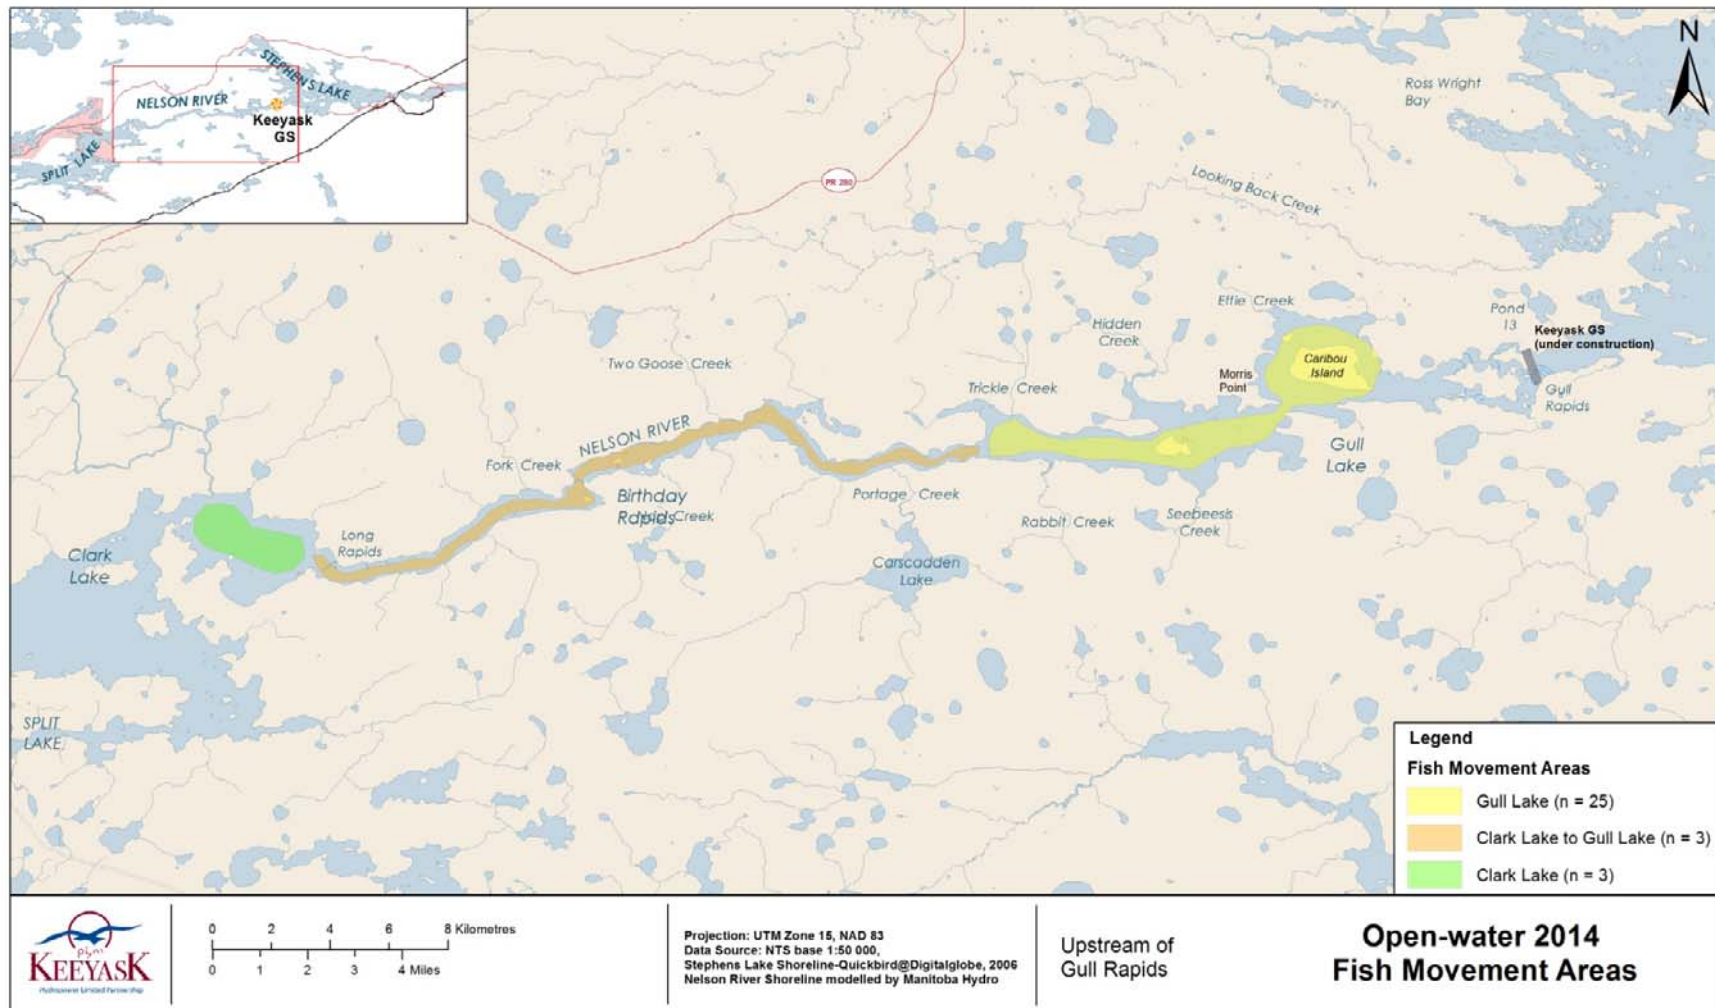 STEPHENS LAKE
NELSON RIVER
Keeyask
GS
SPLIT LAKE
N
Ross Wright
Bay
PR 280
Looking Back Creek
Effie Creek
Pond
13
Keeyask GS
(under construction)
Hidden
Creek
Two Goose Creek
Caribou
Island
Morris
Point
Trickle Creek
Gull
Rapids
NELSON RIVER
Gull
Lake
Fork Creek
Birthday
Rapids
Creek
Portage Creek
Rabbit Creek
Seebeesis
Creek
Long
Rapids
Clark
Lake
Carscadden
Lake
SPLIT
LAKE
Legend
Fish Movement Areas
Gull Lake (n = 25)
Clark Lake to Gull Lake (n = 3)
Clark Lake (n = 3)
KEEYASK
Hydropower Limited Partnership
0 2 4 6 8 Kilometres
0 1 2 3 4 Miles
Projection: UTM Zone 15, NAD 83
Data Source: NTS base 1:50 000,
Stephens Lake Shoreline-Quickbird@Digitalglobe, 2006
Nelson River Shoreline modelled by Manitoba Hydro
Upstream of
Gull Rapids
Open-water 2014
Fish Movement Areas